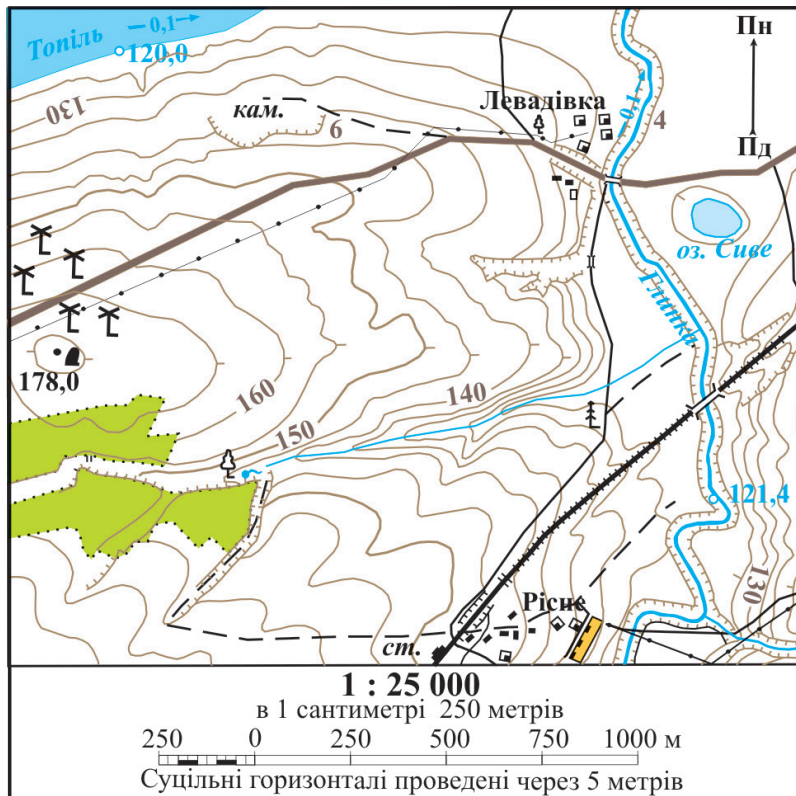 Топіль
0,1
120,0
Пн
130
кам.
6
Левадівка
0,1
4
Пд
оз. Сиве
Глинка
178,0
160
150
140
121,4
130
Рісне
ст.
1 : 25 000
в 1 сантиметрі 250 метрів
250 0 250 500 1000 м
Суцільні горизонталі проведені через 5 метрів